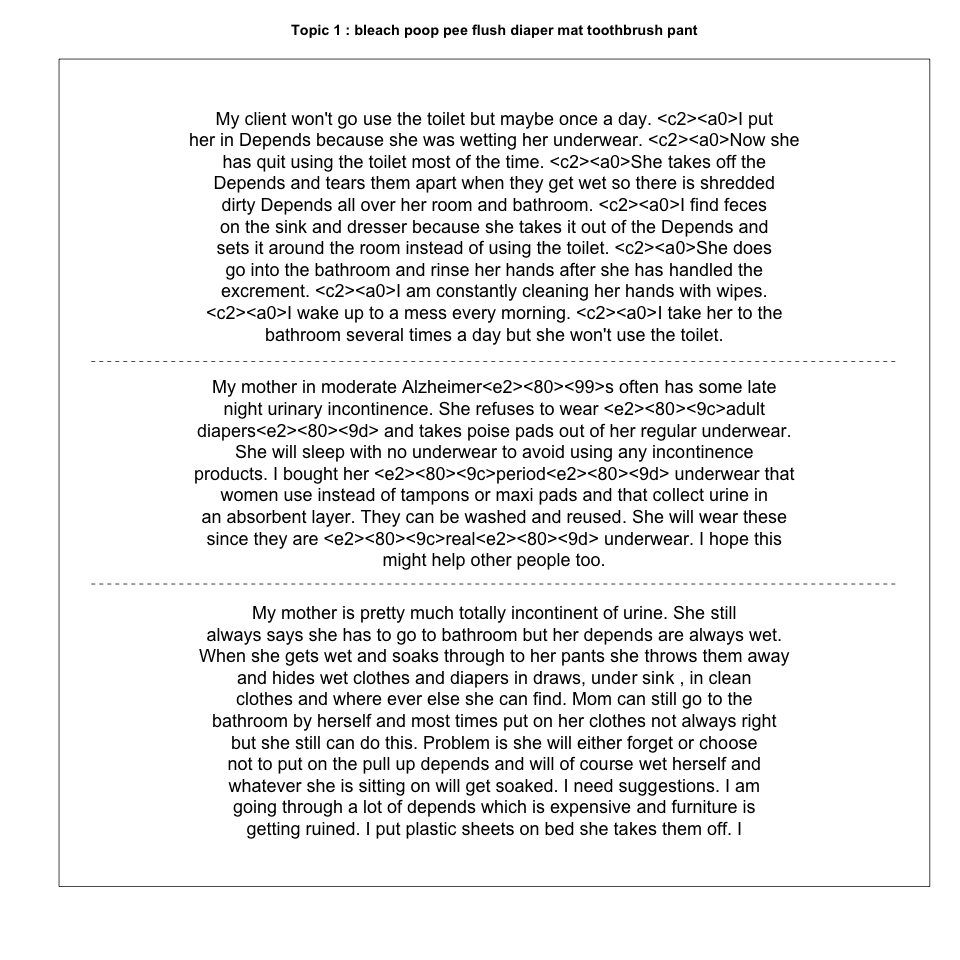 Topic 1 : bleach poop pee flush diaper mat toothbrush pant
My client won't go use the toilet but maybe once a day. <c2><a0>I put
her in Depends because she was wetting her underwear. <c2><a0>Now she
has quit using the toilet most of the time. <c2><a0>She takes off the
Depends and tears them apart when they get wet so there is shredded
dirty Depends all over her room and bathroom. <c2><a0>I find feces
on the sink and dresser because she takes it out of the Depends and
sets it around the room instead of using the toilet. <c2><a0>She does
go into the bathroom and rinse her hands after she has handled the
excrement. <c2><a0>I am constantly cleaning her hands with wipes.
<c2><a0>I wake up to a mess every morning. <c2><a0>I take her to the
bathroom several times a day but she won't use the toilet.
My mother in moderate Alzheimer<e2><80><99>s often has some late
night urinary incontinence. She refuses to wear <e2><80><9c>adult
diapers<e2><80><9d> and takes poise pads out of her regular underwear.
She will sleep with no underwear to avoid using any incontinence
products. I bought her <e2><80><9c>period<e2><80><9d> underwear that
women use instead of tampons or maxi pads and that collect urine in
an absorbent layer. They can be washed and reused. She will wear these
since they are <e2><80><9c>real<e2><80><9d> underwear. I hope this
might help other people too.
My mother is pretty much totally incontinent of urine. She still
always says she has to go to bathroom but her depends are always wet.
When she gets wet and soaks through to her pants she throws them away
and hides wet clothes and diapers in draws, under sink , in clean
clothes and where ever else she can find. Mom can still go to the
bathroom by herself and most times put on her clothes not always right
but she still can do this. Problem is she will either forget or choose
not to put on the pull up depends and will of course wet herself and
whatever she is sitting on will get soaked. I need suggestions. I am
going through a lot of depends which is expensive and furniture is
getting ruined. I put plastic sheets on bed she takes them off. I